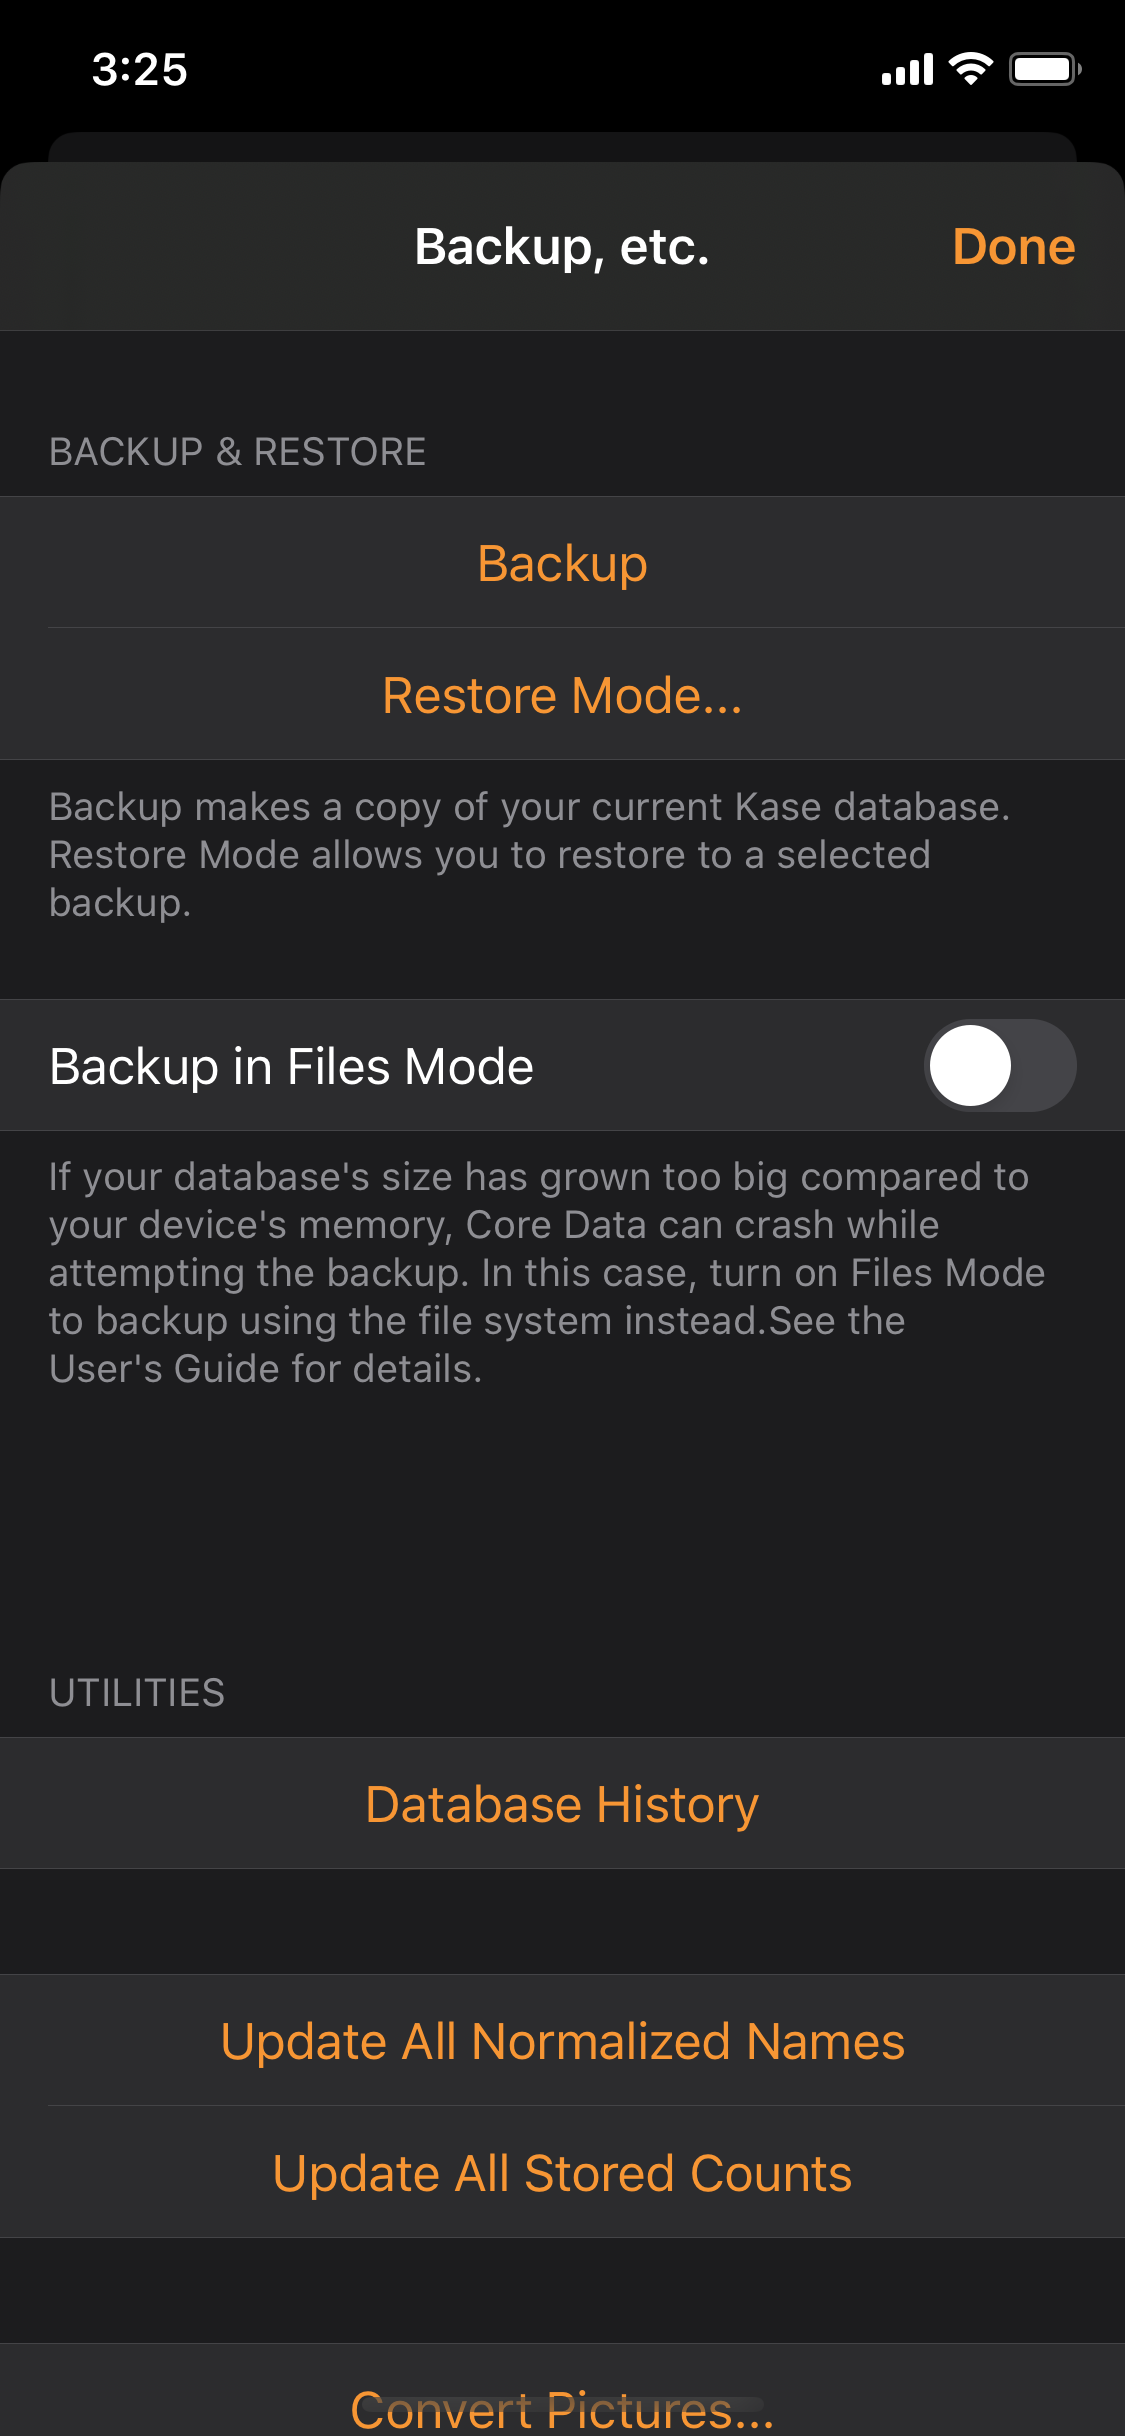 3:25
Backup, etc.
Done
BACKUP & RESTORE
Backup
Restore Mode...
Backup makes a copy of your current Kase database.
Restore Mode allows you to restore to a selected
backup.
Backup in Files Mode
If your database's size has grown too big compared to
your device's memory, Core Data can crash while
attempting the backup. In this case, turn on Files Mode
to backup using the file system instead.See the
User's Guide for details.
UTILITIES
Database History
Update All Normalized Names
Update All Stored Counts
Convert Pictures...